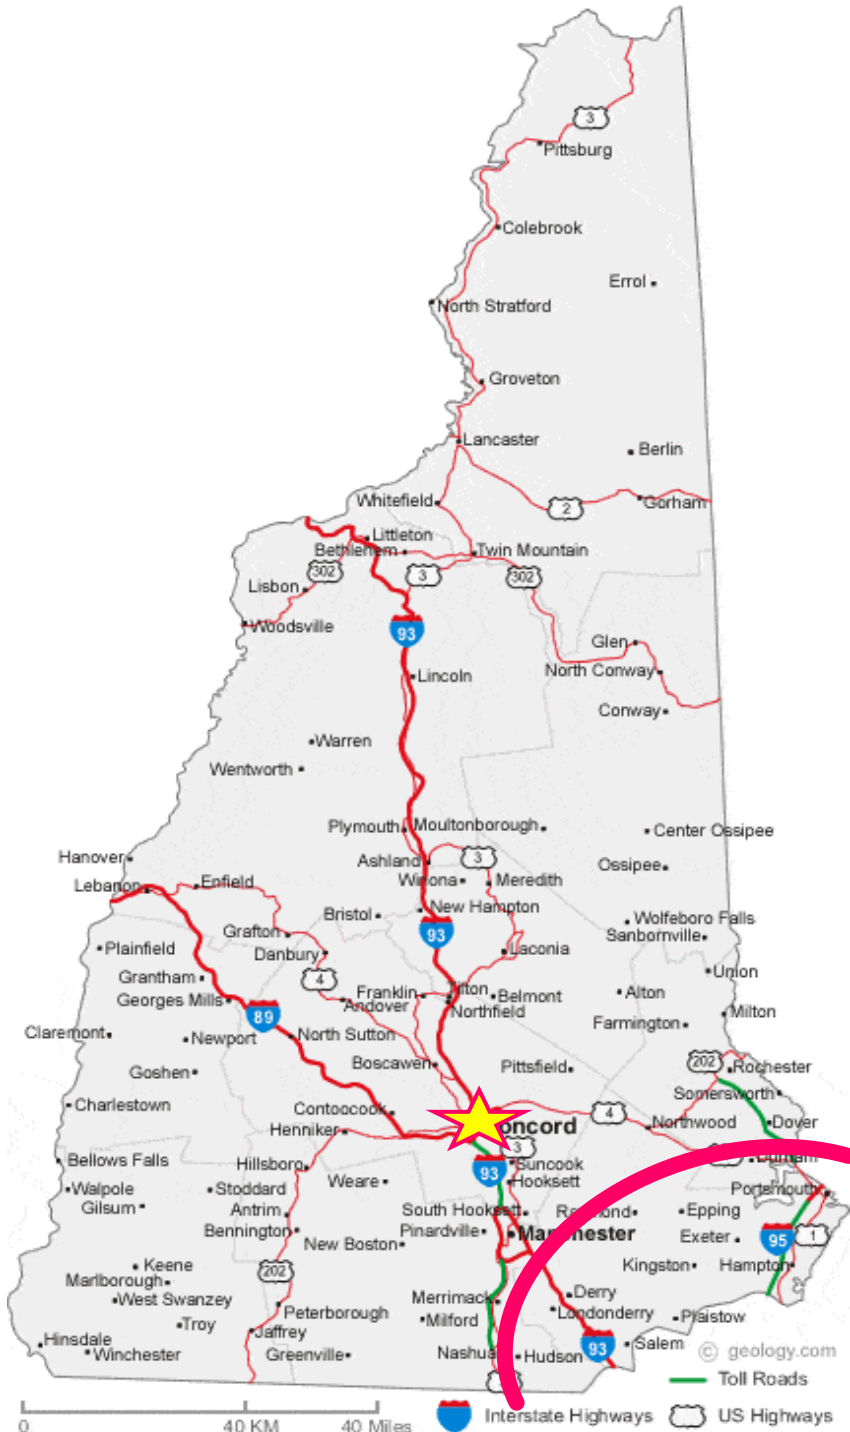 3
Pittsburg
Colebrook
Errol
North Stratford
Groveton
Lancaster
Berlin
Whitefield
2
Gorham
Littleton
Bethlehem
Twin Mountain
302
3
302
Lisbon
Woodsville
93
Glen
Lincoln
North Conway
Conway
Warren
Wentworth
Plymouth
Moultonborough
Center Ossipee
Hanover
Ashland
3
Ossipee
Lebanon
Enfield
Winona
Meredith
Bristol
New Hampton
Wolfeboro Falls
Grafton
93
Sanbornville
Plainfield
Danbury
Laconia
Grantham
4
Union
Georges Mills
Franklin
Tilton
Belmont
Alton
Andover
Northfield
Milton
89
Farmington
Claremont
Newport
North Sutton
Goshen
Boscawen
Pittsfield
202
Rochester
Somersworth
Charlestown
Contoocook
4
Henniker
oncord
Northwood
Dover
3
Bellows Falls
Hillsboro
93
Suncook
Durham
Walpole
Stoddard
Weare
Hooksett
Portsmouth
Gilsum
Antrim
South Hooksett
Epping
Bennington
Pinardville
Manchester
Exeter
95
1
New Boston
Keene
202
Kingston
Hampton
Marlborough
West Swanzey
Merrimack
Derry
Troy
Peterborough
Milford
Londonderry
Plaistow
Hinsdale
Jaffrey
Winchester
Greenville
Nashua
Hudson
93
Salem
© geology.com
Toll Roads
0
40 KM
40 Miles
Interstate Highways
US Highways